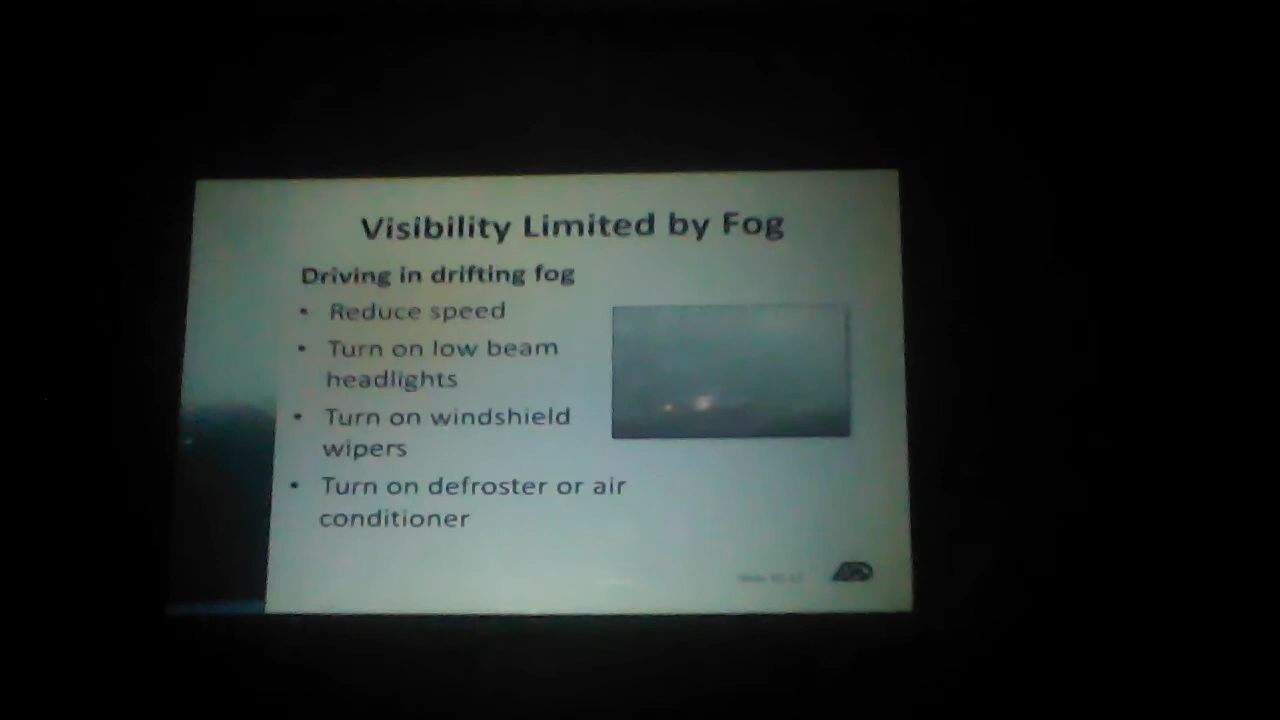 Visibility Limited by Fog
Driving in drifting fog
• Reduce speed
• Turn on low beam
headlights
• Turn on windshield
wipers
• Turn on defroster or air
conditioner